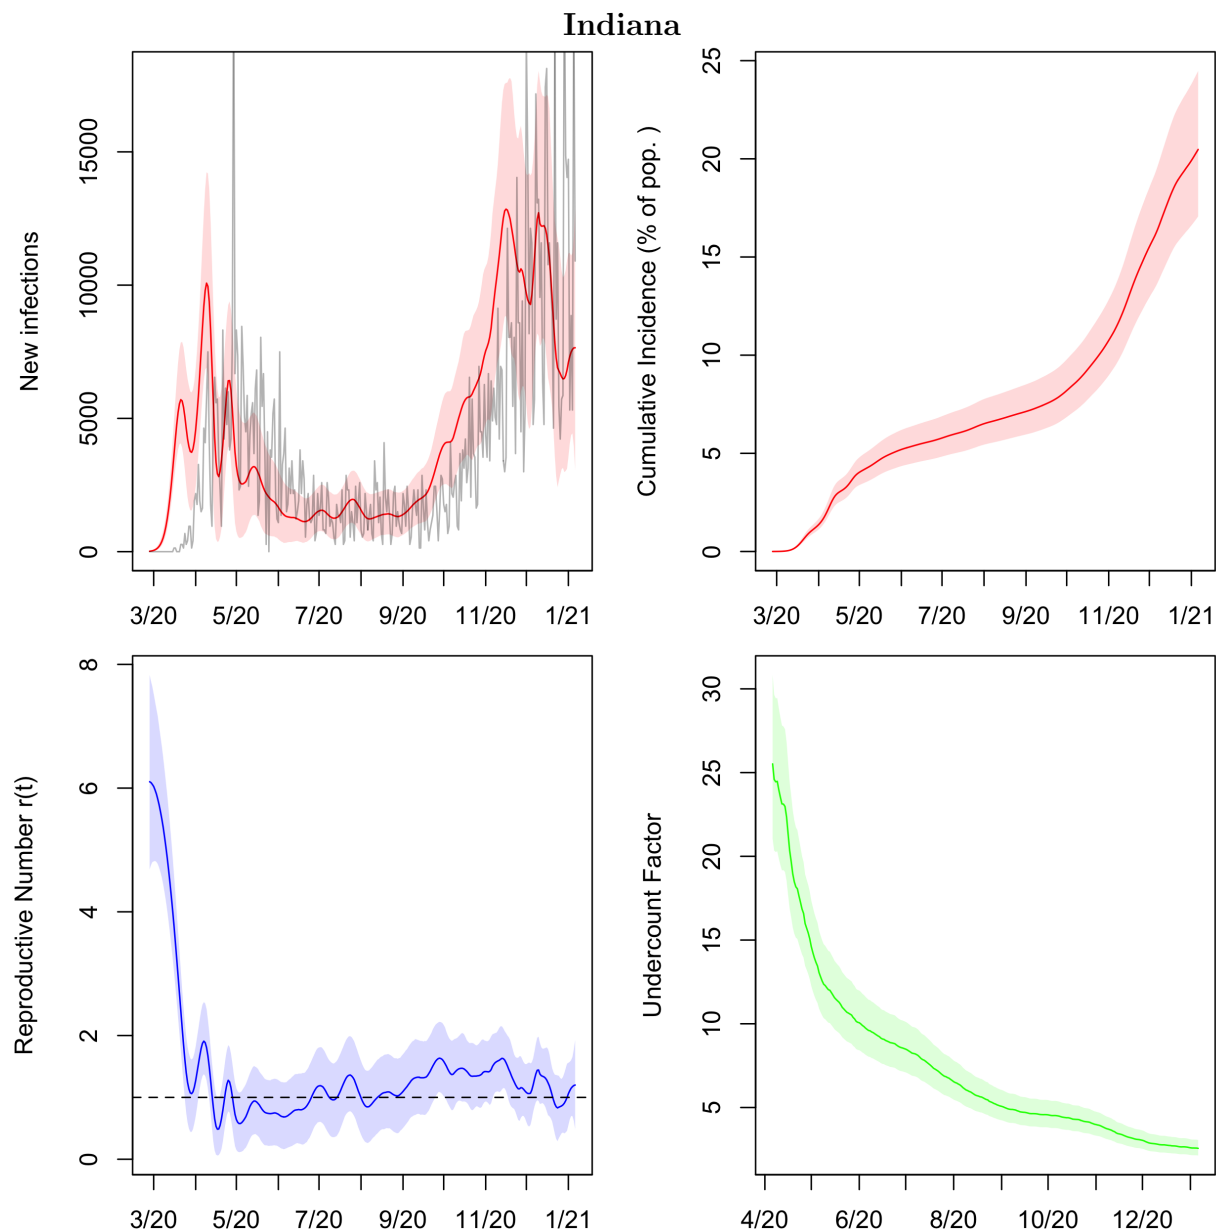 Indiana
New infections
0
5000
10000
15000
3/20 5/20 7/20 9/20 11/20 1/21
Cumulative Incidence (% of pop. )
0
5
10
15
20
25
3/20 5/20 7/20 9/20 11/20 1/21
Reproductive Number r(t)
0
2
4
6
8
3/20 5/20 7/20 9/20 11/20 1/21
Undercount Factor
5
10
15
20
25
30
4/20 6/20 8/20 10/20 12/20